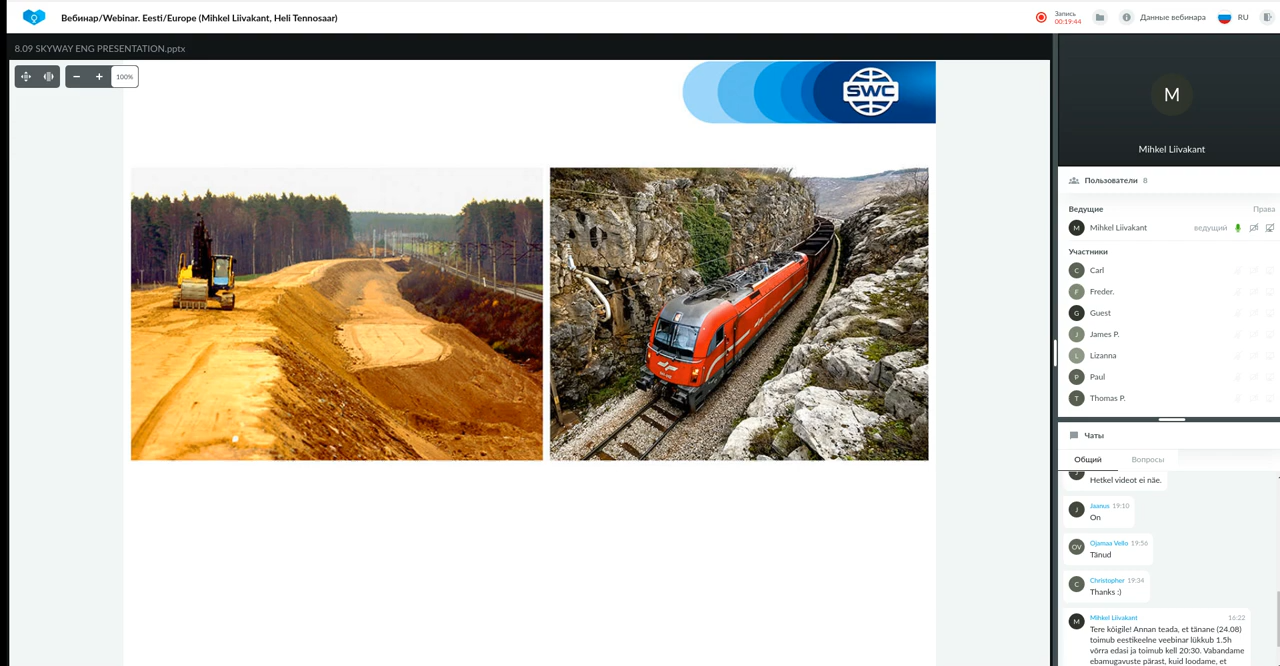 Вебинар/Webinar. Eesti/Europe (Mihkel Liivakant, Heli Tennosaar)
Запись
00:19:44
Данные вебинара
RU
8.09 SKYWAY ENG PRESENTATION.pptx
100%
SWC
M
Mihkel Liivakant
Пользователи 8
Ведущие Права
M Mihkel Liivakant ведущий
Участники
C Carl
F Freder.
G Guest
J James P.
L Lizanna
P Paul
T Thomas P.
Чаты
Общий Вопросы
Hetkel videot ei näe.
J Jaanus 19:10
On
OV Ojamaa Vello 19:56
Tänud
C Christopher 19:34
Thanks :)
M Mihkel Liivakant 16:22
Tere kõigile! Annan teada, et tänane (24.08)
toimub eestikeelne veebinar lükkub 1.5h
võrra edasi ja toimub kell 20:30. Vabandame
ebamugavuste pärast, kuid loodame, et